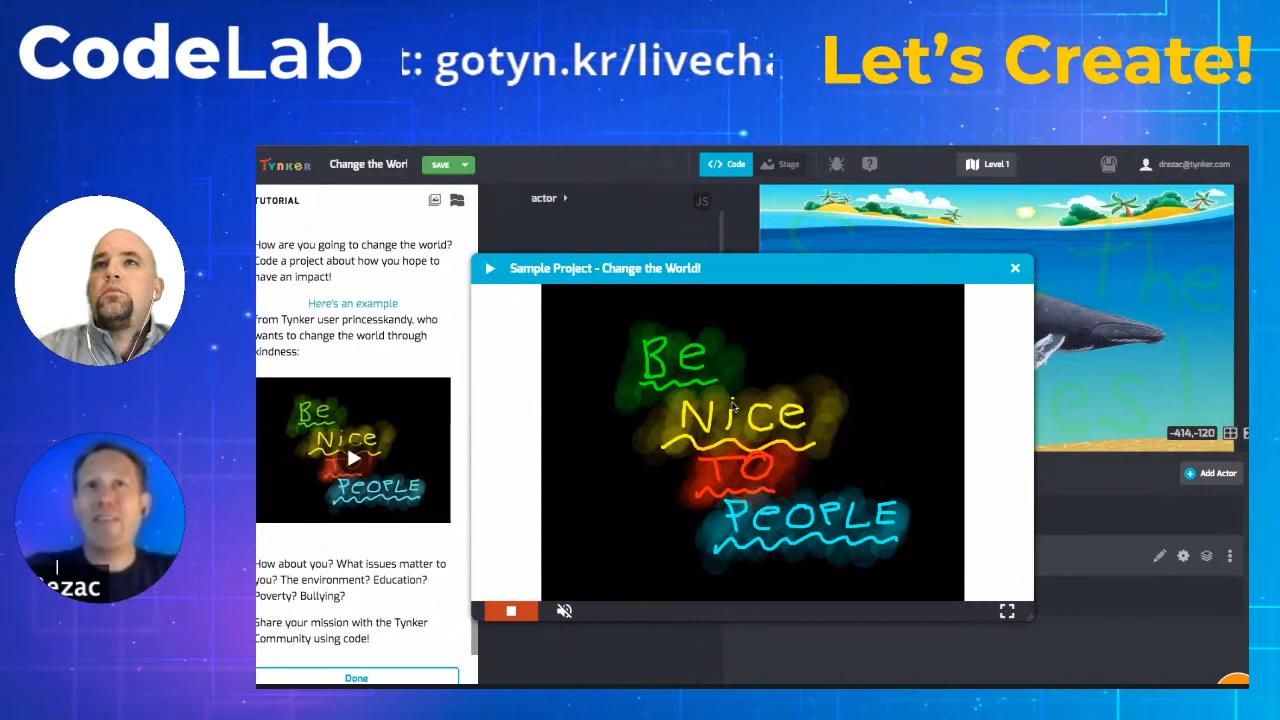 CodeLab
t: gotyn.kr/livecha
Let's Create!
Tynker
Change the Worl
SAVE
</> Code
Stage
Level 1
drezac@tynker.com
TUTORIAL
actor
JS
How are you going to change the world?
Code a project about how you hope to
have an impact!
Here's an example
from Tynker user princesskandy, who
wants to change the world through
kindness:
Be
Nice
TO
PEOPLE
Sample Project - Change the World!
Be
Nice
TO
PEOPLE
The
es!
-414,-120
Add Actor
How about you? What issues matter to
you? The environment? Education?
Poverty? Bullying?
Share your mission with the Tynker
Community using code!
Done
ezac